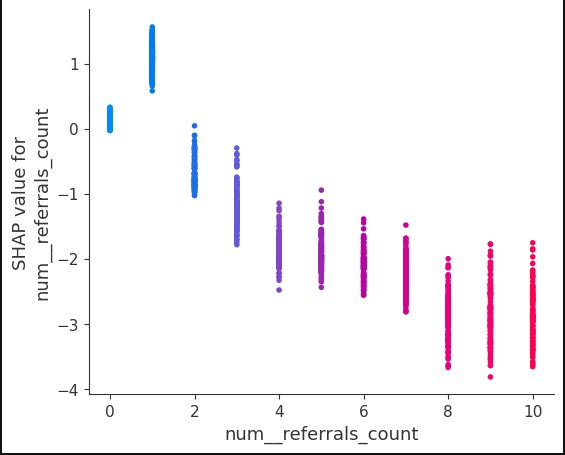 1
0
−1
−2
−3
−4
SHAP value for
num__referrals_count
0 2 4 6 8 10
num__referrals_count